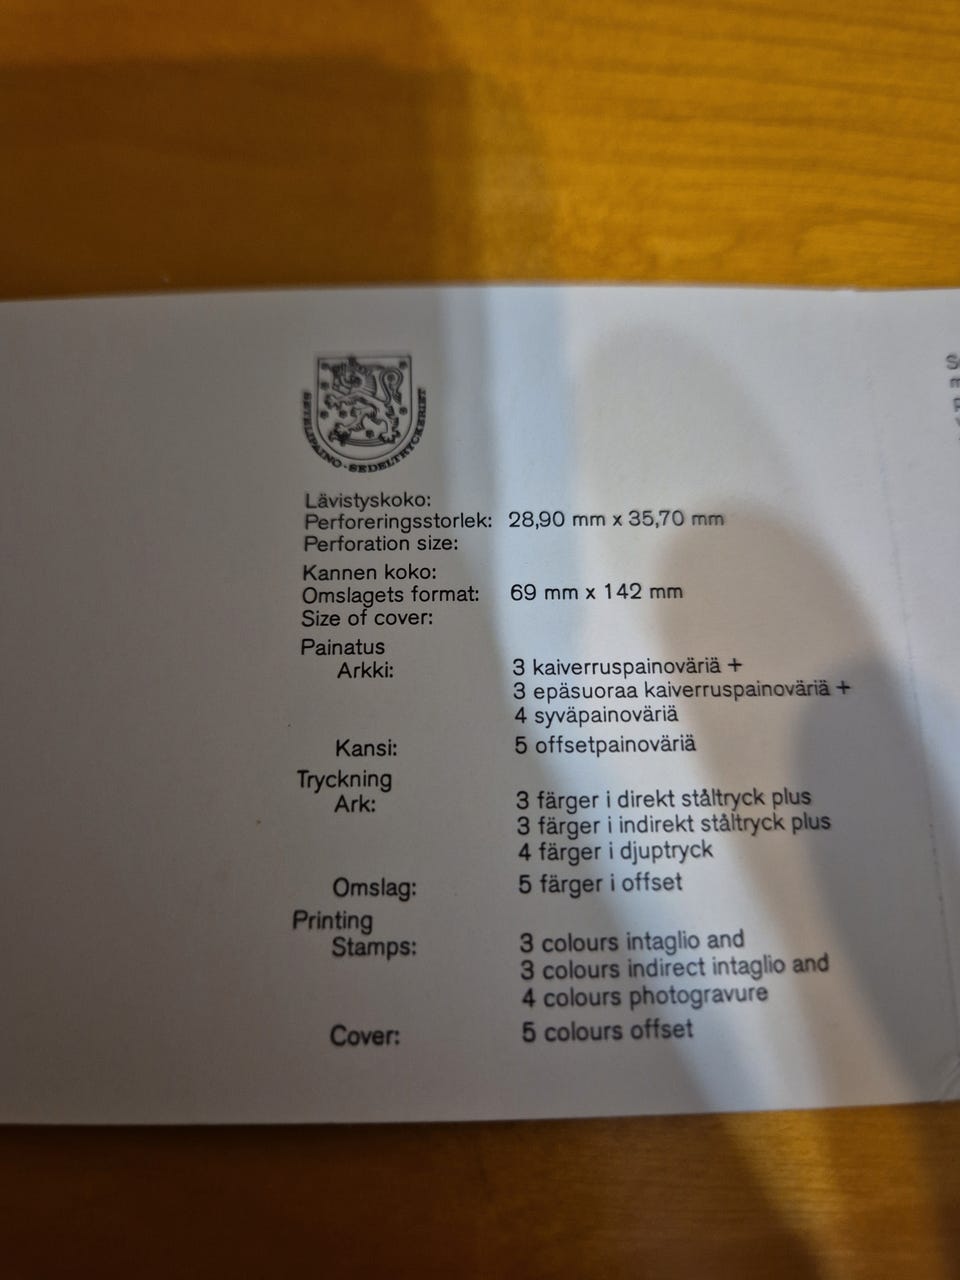 SETELIPAINO · SEDELTRYCKERIET
Lävistyskoko:
Perforeringsstorlek: 28,90 mm x 35,70 mm
Perforation size:
Kannen koko:
Omslagets format: 69 mm x 142 mm
Size of cover:
Painatus
Arkki: 3 kaiverruspainoväriä +
3 epäsuoraa kaiverruspainoväriä +
4 syväpainoväriä
Kansi: 5 offsetpainoväriä
Tryckning
Ark: 3 färger i direkt ståltryck plus
3 färger i indirekt ståltryck plus
4 färger i djuptryck
Omslag: 5 färger i offset
Printing
Stamps: 3 colours intaglio and
3 colours indirect intaglio and
4 colours photogravure
Cover: 5 colours offset